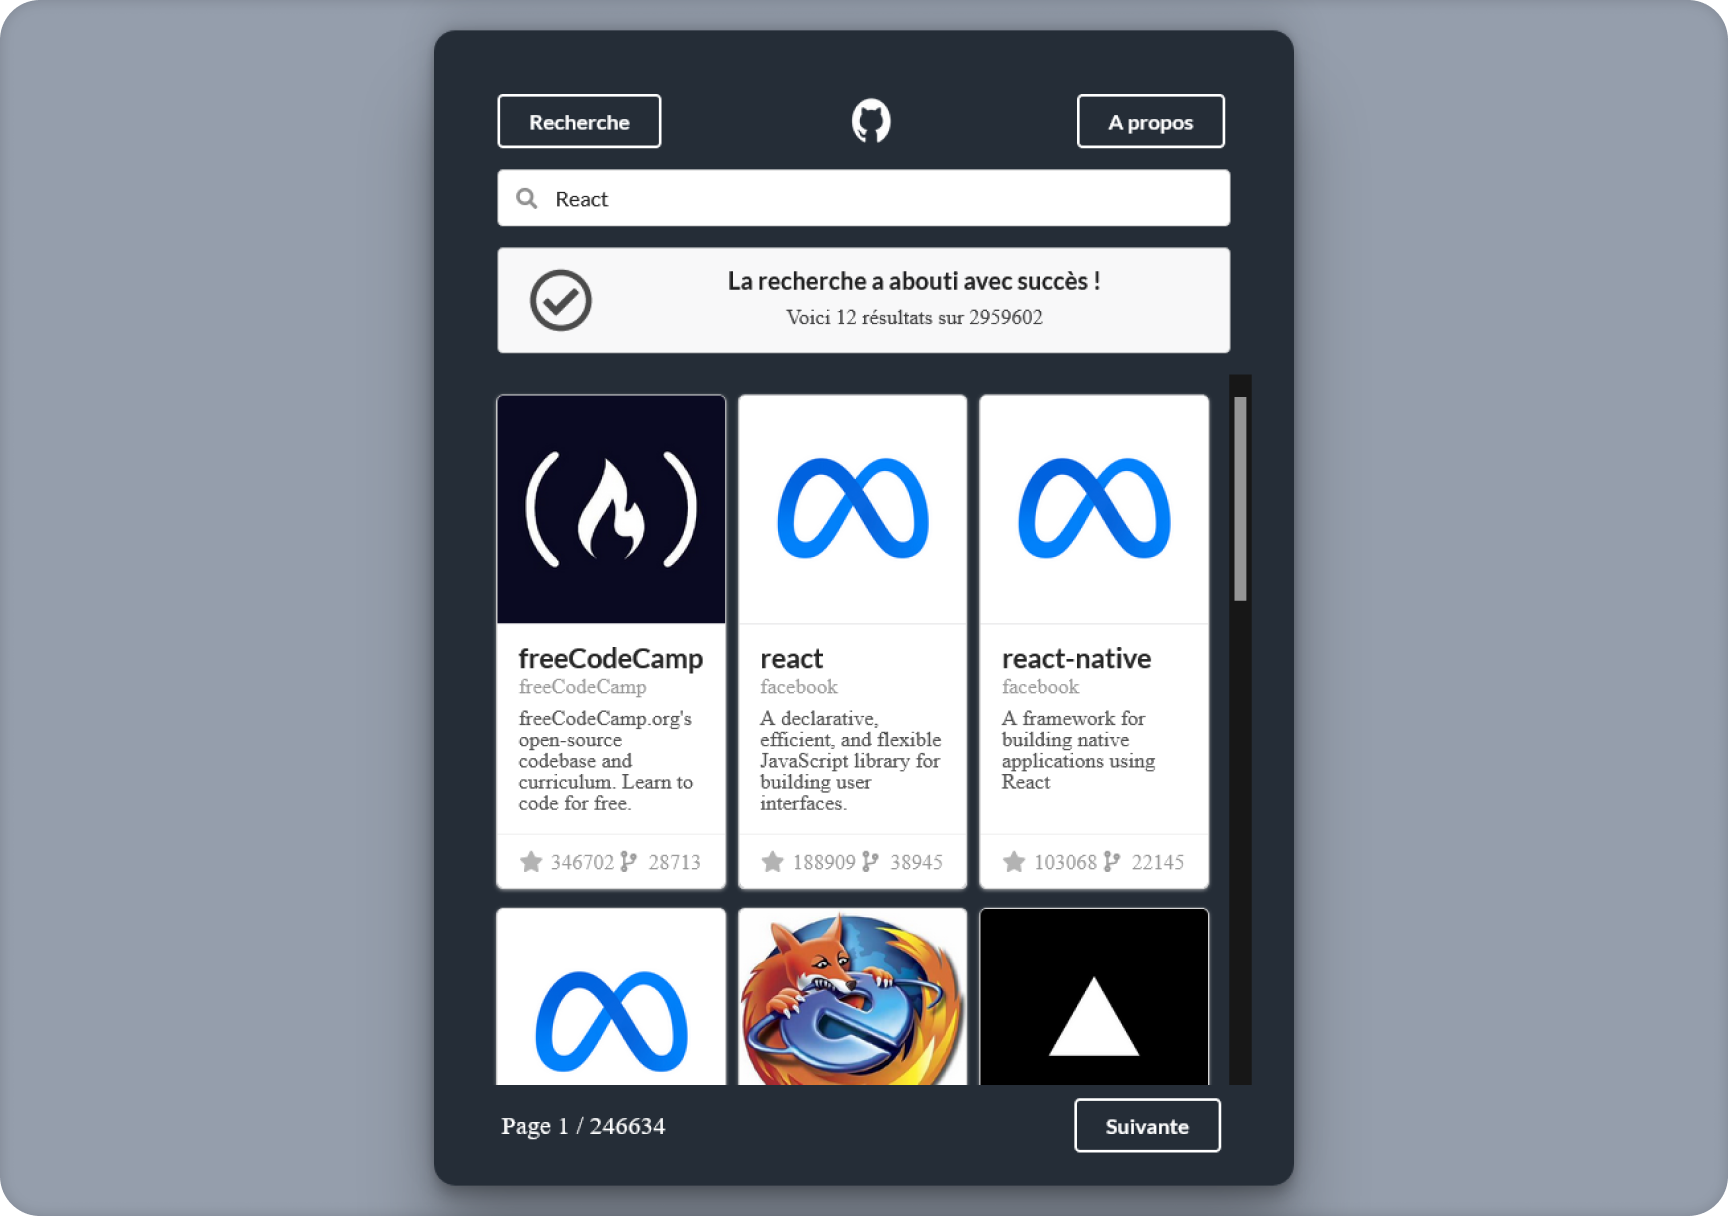 Recherche
A propos
React
La recherche a abouti avec succès !
Voici 12 résultats sur 2959602
freeCodeCamp
freeCodeCamp
freeCodeCamp.org's
open-source
codebase and
curriculum. Learn to
code for free.
346702 28713
react
facebook
A declarative,
efficient, and flexible
JavaScript library for
building user
interfaces.
188909 38945
react-native
facebook
A framework for
building native
applications using
React
103068 22145
Page 1 / 246634
Suivante